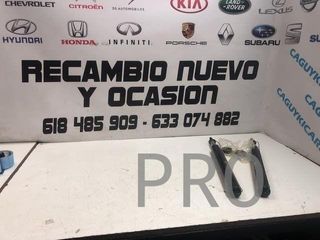 CITROËN
KIA
LAND ROVER
LEXUS
HYUNDAI
HONDA
INFINITI
PORSCHE
SUBARU
RECAMBIO NUEVO
Y OCASION
618 485 909 - 633 074 882
PRO